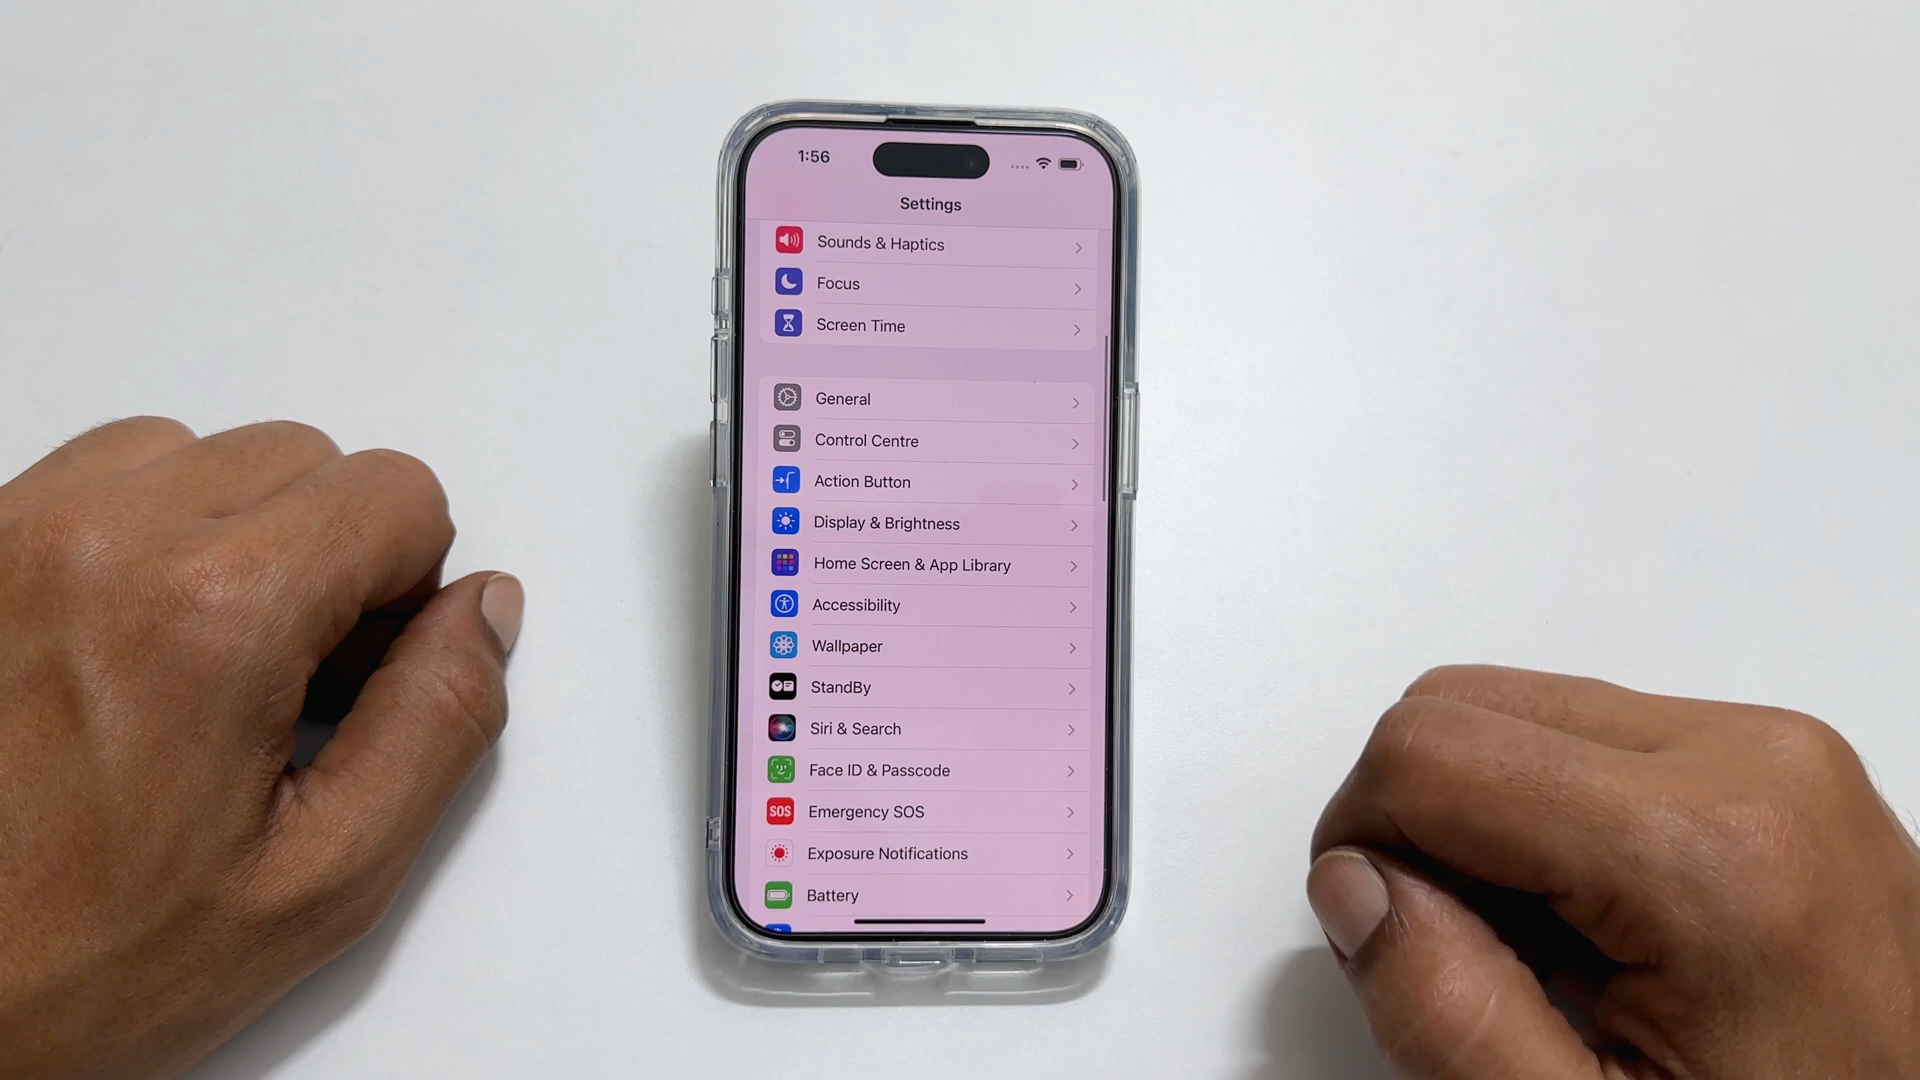 1:56
Settings
Sounds & Haptics
Focus
Screen Time
General
Control Centre
Action Button
Display & Brightness
Home Screen & App Library
Accessibility
Wallpaper
StandBy
Siri & Search
Face ID & Passcode
SOS Emergency SOS
Exposure Notifications
Battery